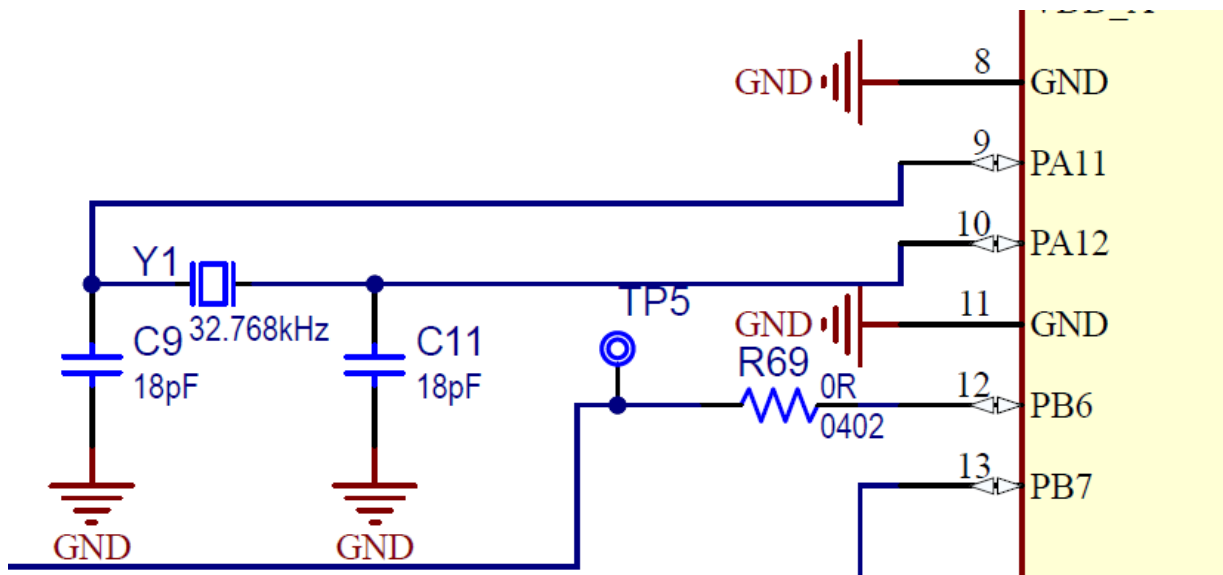 8
GND
GND
9
PA11
10
PA12
Y1
32.768kHz
TP5
GND
11
GND
C9
18pF
C11
18pF
R69
0R
0402
12
PB6
13
PB7
GND
GND